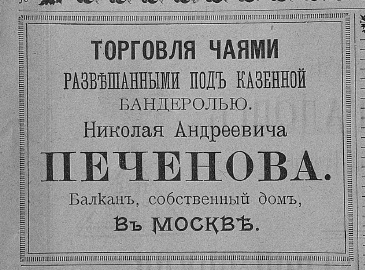 ТОРГОВЛЯ ЧАЯМИ
РАЗВѢШАННЫМИ ПОДЪ КАЗЕННОЙ
БАНДЕРОЛЬЮ.
Николая Андреевича
ПЕЧЕНОВА.
Балканъ, собственный домъ,
Въ МОСКВѢ.